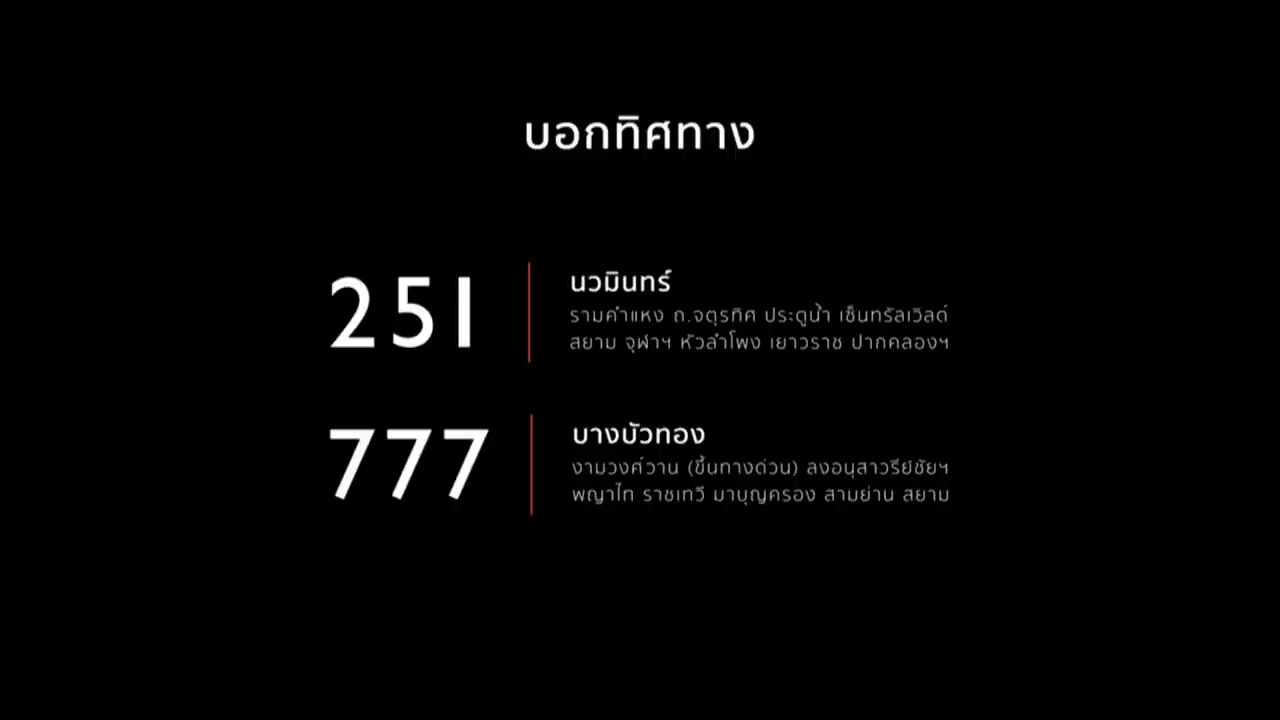 บอกทิศทาง
251
นวมินทร์
รามคำแหง ถ.จตุรทิศ ประตูน้ำ เซ็นทรัลเวิลด์
สยาม จุฬาฯ หัวลำโพง เยาวราช ปากคลองฯ
777
บางบัวทอง
งามวงศ์วาน (ขึ้นทางด่วน) ลงอนุสาวรีย์ชัยฯ
พญาไท ราชเทวี มาบุญครอง สามย่าน สยาม